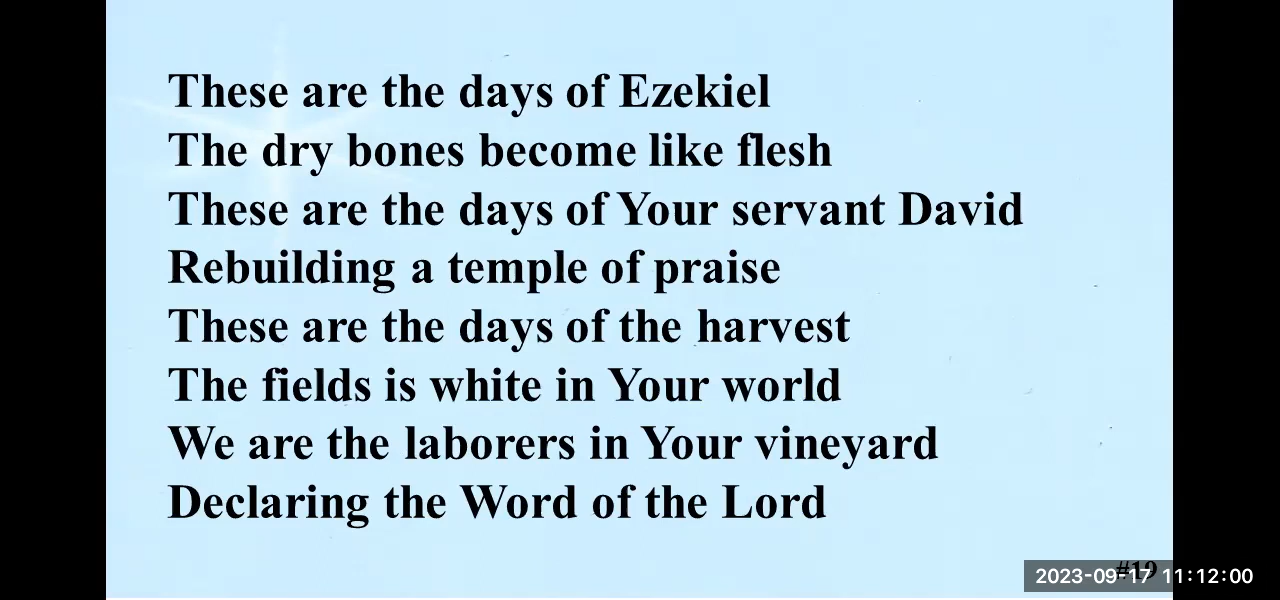 These are the days of Ezekiel
The dry bones become like flesh
These are the days of Your servant David
Rebuilding a temple of praise
These are the days of the harvest
The fields is white in Your world
We are the laborers in Your vineyard
Declaring the Word of the Lord
#19
2023-09-17 11:12:00